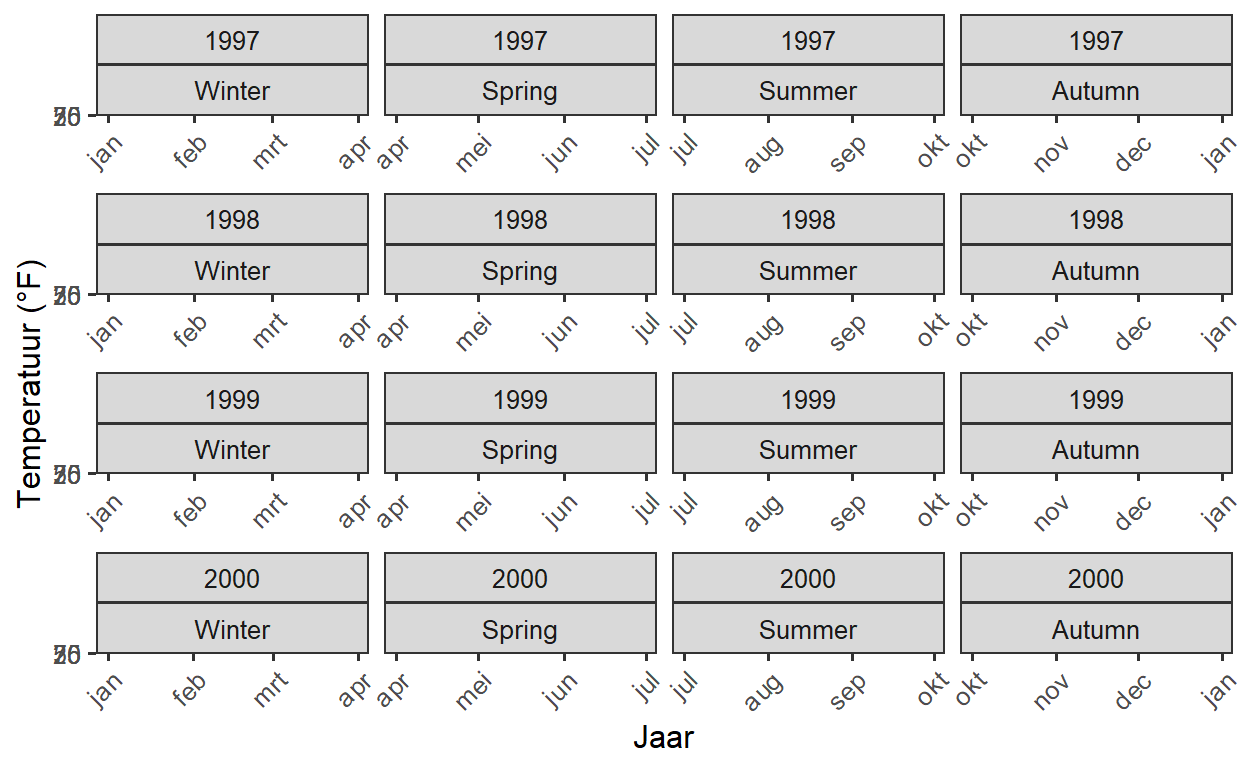 1997 1997 1997 1997
Winter Spring Summer Autumn
jan feb mrt apr apr mei jun jul jul aug sep okt okt nov dec jan
1998 1998 1998 1998
Winter Spring Summer Autumn
jan feb mrt apr apr mei jun jul jul aug sep okt okt nov dec jan
Temperatuur (°F)
1999 1999 1999 1999
Winter Spring Summer Autumn
jan feb mrt apr apr mei jun jul jul aug sep okt okt nov dec jan
2000 2000 2000 2000
Winter Spring Summer Autumn
jan feb mrt apr apr mei jun jul jul aug sep okt okt nov dec jan
Jaar